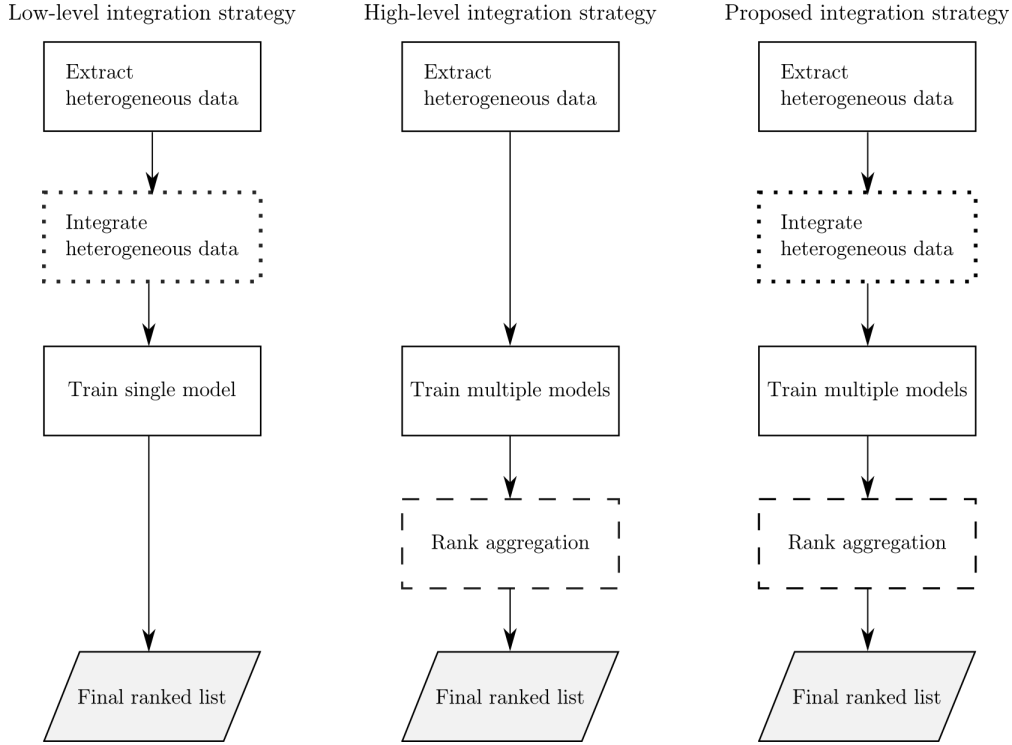 Low-level integration strategy
Extract
heterogeneous data
Integrate
heterogeneous data
Train single model
Final ranked list
High-level integration strategy
Extract
heterogeneous data
Train multiple models
Rank aggregation
Final ranked list
Proposed integration strategy
Extract
heterogeneous data
Integrate
heterogeneous data
Train multiple models
Rank aggregation
Final ranked list